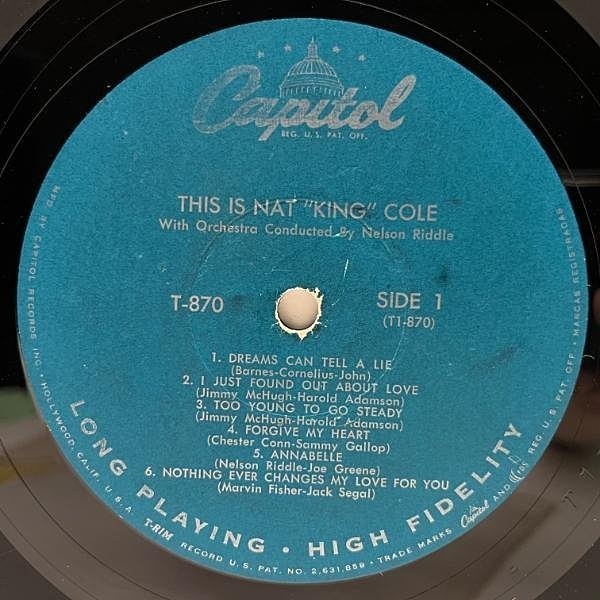 Capitol
REG. U.S. PAT. OFF.
THIS IS NAT "KING" COLE
With Orchestra Conducted By Nelson Riddle
T-870
SIDE 1
(T1-870)
1. DREAMS CAN TELL A LIE
(Barnes-Cornelius-John)
2. I JUST FOUND OUT ABOUT LOVE
(Jimmy McHugh-Harold Adamson)
3. TOO YOUNG TO GO STEADY
(Jimmy McHugh-Harold Adamson)
4. FORGIVE MY HEART
(Chester Conn-Sammy Gallop)
5. ANNABELLE
(Nelson Riddle-Joe Greene)
6. NOTHING EVER CHANGES MY LOVE FOR YOU
(Marvin Fisher-Jack Segal)
LONG PLAYING • HIGH FIDELITY
MFD. BY CAPITOL RECORDS INC. • HOLLYWOOD, CALIF. U.S.A. T-RIM RECORD U.S. PAT. NO. 2,631,859 • TRADE MARKS Capitol AND REG. U.S. PAT. OFF. • MARCAS REGISTRADAS